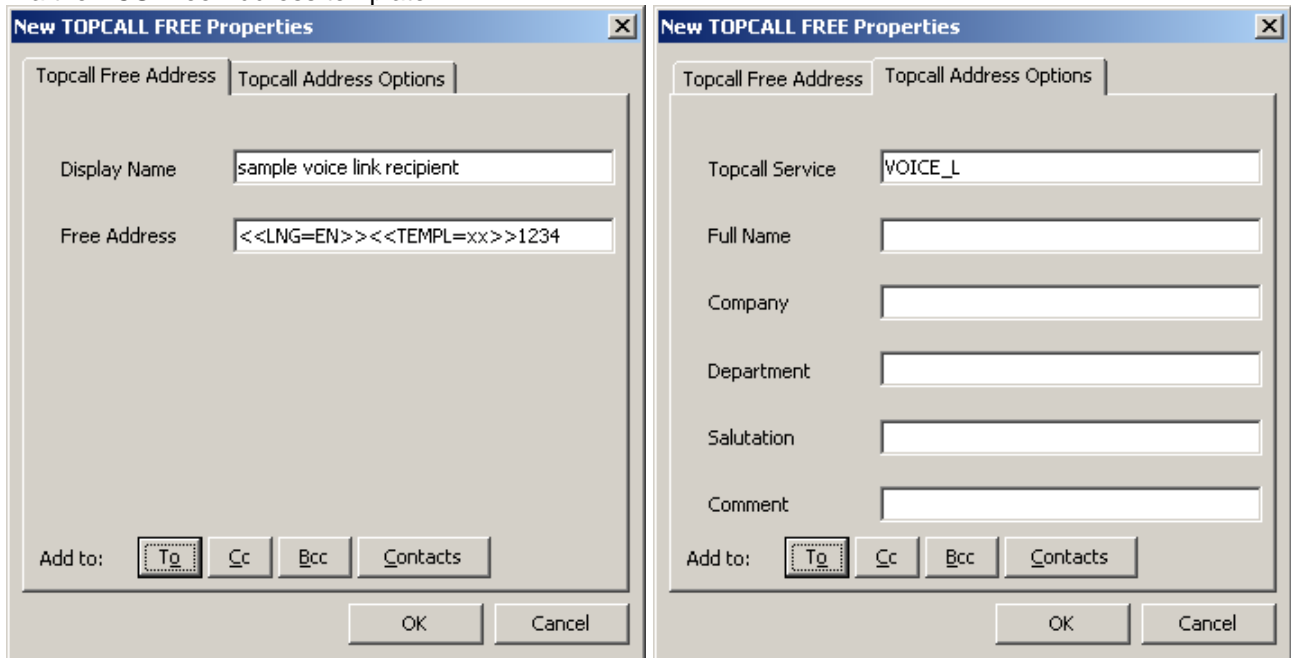 New TOPCALL FREE Properties
Topcall Free Address
Topcall Address Options
Display Name
sample voice link recipient
Free Address
<<LNG=EN>><<TEMPL=xx>>1234
Add to:
To
Cc
Bcc
Contacts
OK
Cancel
New TOPCALL FREE Properties
Topcall Free Address
Topcall Address Options
Topcall Service
VOICE_L
Full Name
Company
Department
Salutation
Comment
Add to:
To
Cc
Bcc
Contacts
OK
Cancel